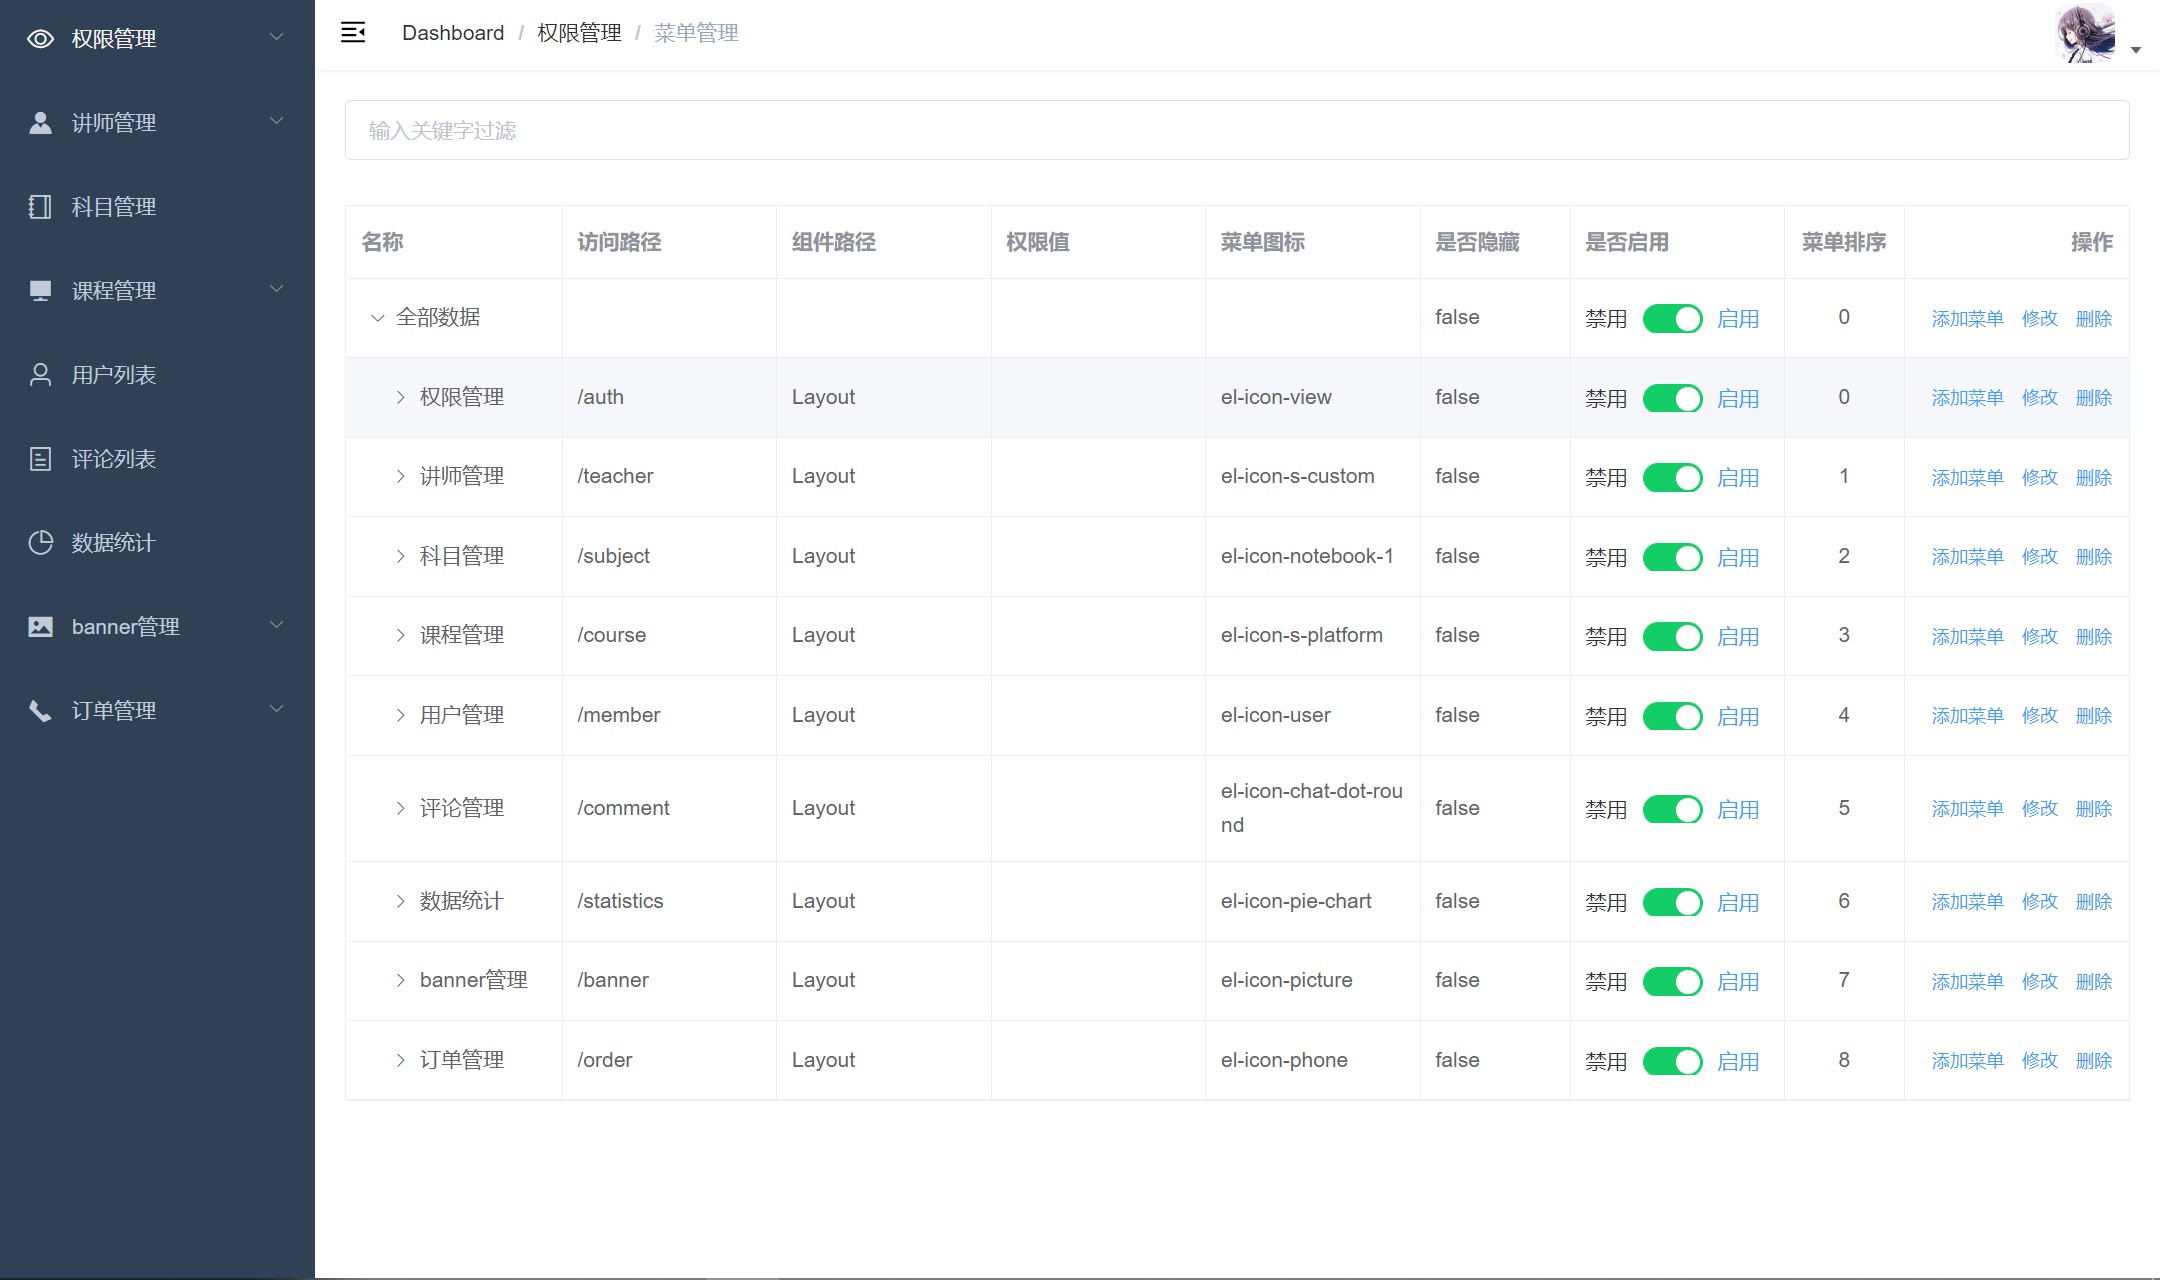 权限管理
讲师管理
科目管理
课程管理
用户列表
评论列表
数据统计
banner管理
订单管理
Dashboard / 权限管理 / 菜单管理
输入关键字过滤
名称 访问路径 组件路径 权限值 菜单图标 是否隐藏 是否启用 菜单排序 操作
全部数据 false 禁用 启用 0 添加菜单 修改 删除
权限管理 /auth Layout el-icon-view false 禁用 启用 0 添加菜单 修改 删除
讲师管理 /teacher Layout el-icon-s-custom false 禁用 启用 1 添加菜单 修改 删除
科目管理 /subject Layout el-icon-notebook-1 false 禁用 启用 2 添加菜单 修改 删除
课程管理 /course Layout el-icon-s-platform false 禁用 启用 3 添加菜单 修改 删除
用户管理 /member Layout el-icon-user false 禁用 启用 4 添加菜单 修改 删除
评论管理 /comment Layout el-icon-chat-dot-rou
nd false 禁用 启用 5 添加菜单 修改 删除
数据统计 /statistics Layout el-icon-pie-chart false 禁用 启用 6 添加菜单 修改 删除
banner管理 /banner Layout el-icon-picture false 禁用 启用 7 添加菜单 修改 删除
订单管理 /order Layout el-icon-phone false 禁用 启用 8 添加菜单 修改 删除